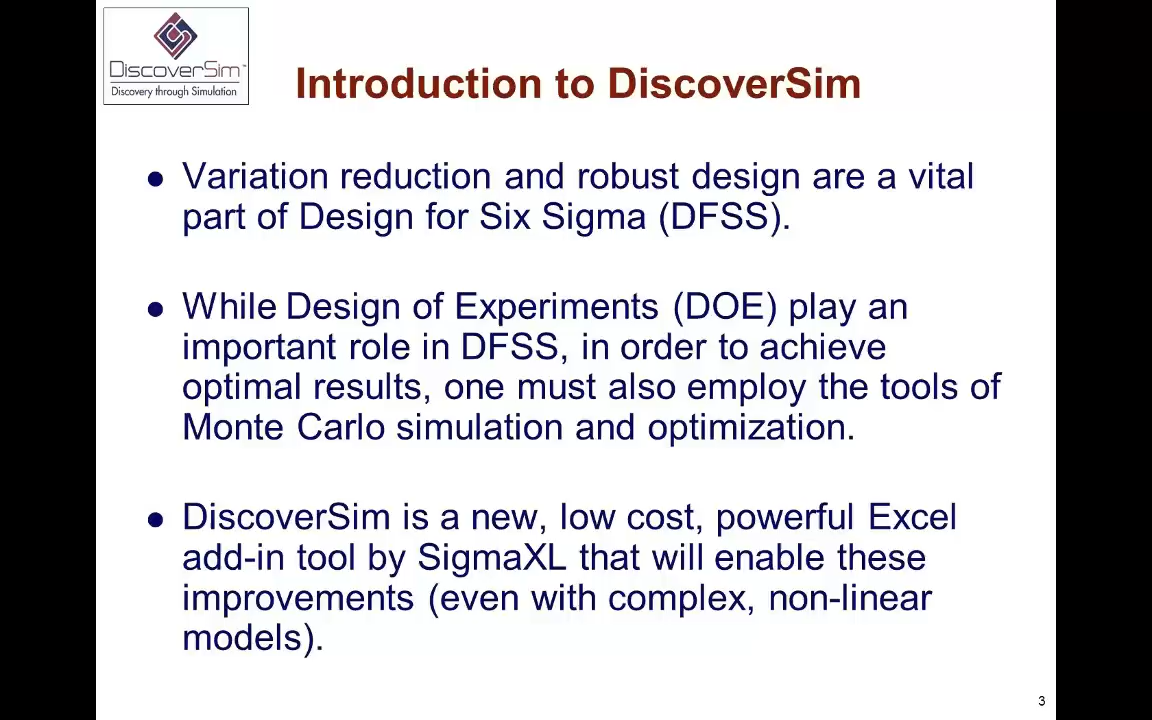 DiscoverSim™
Discovery through Simulation
Introduction to DiscoverSim
● Variation reduction and robust design are a vital
part of Design for Six Sigma (DFSS).
● While Design of Experiments (DOE) play an
important role in DFSS, in order to achieve
optimal results, one must also employ the tools of
Monte Carlo simulation and optimization.
● DiscoverSim is a new, low cost, powerful Excel
add-in tool by SigmaXL that will enable these
improvements (even with complex, non-linear
models).
3